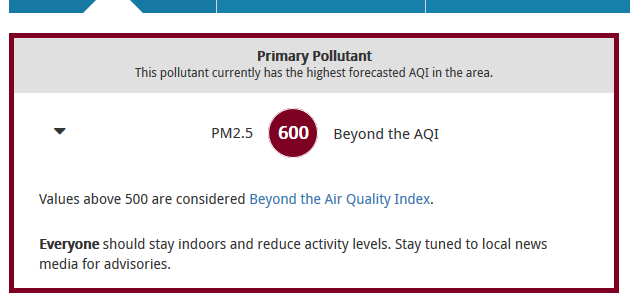 Primary Pollutant
This pollutant currently has the highest forecasted AQI in the area.
PM2.5 600 Beyond the AQI
Values above 500 are considered Beyond the Air Quality Index.
Everyone should stay indoors and reduce activity levels. Stay tuned to local news
media for advisories.